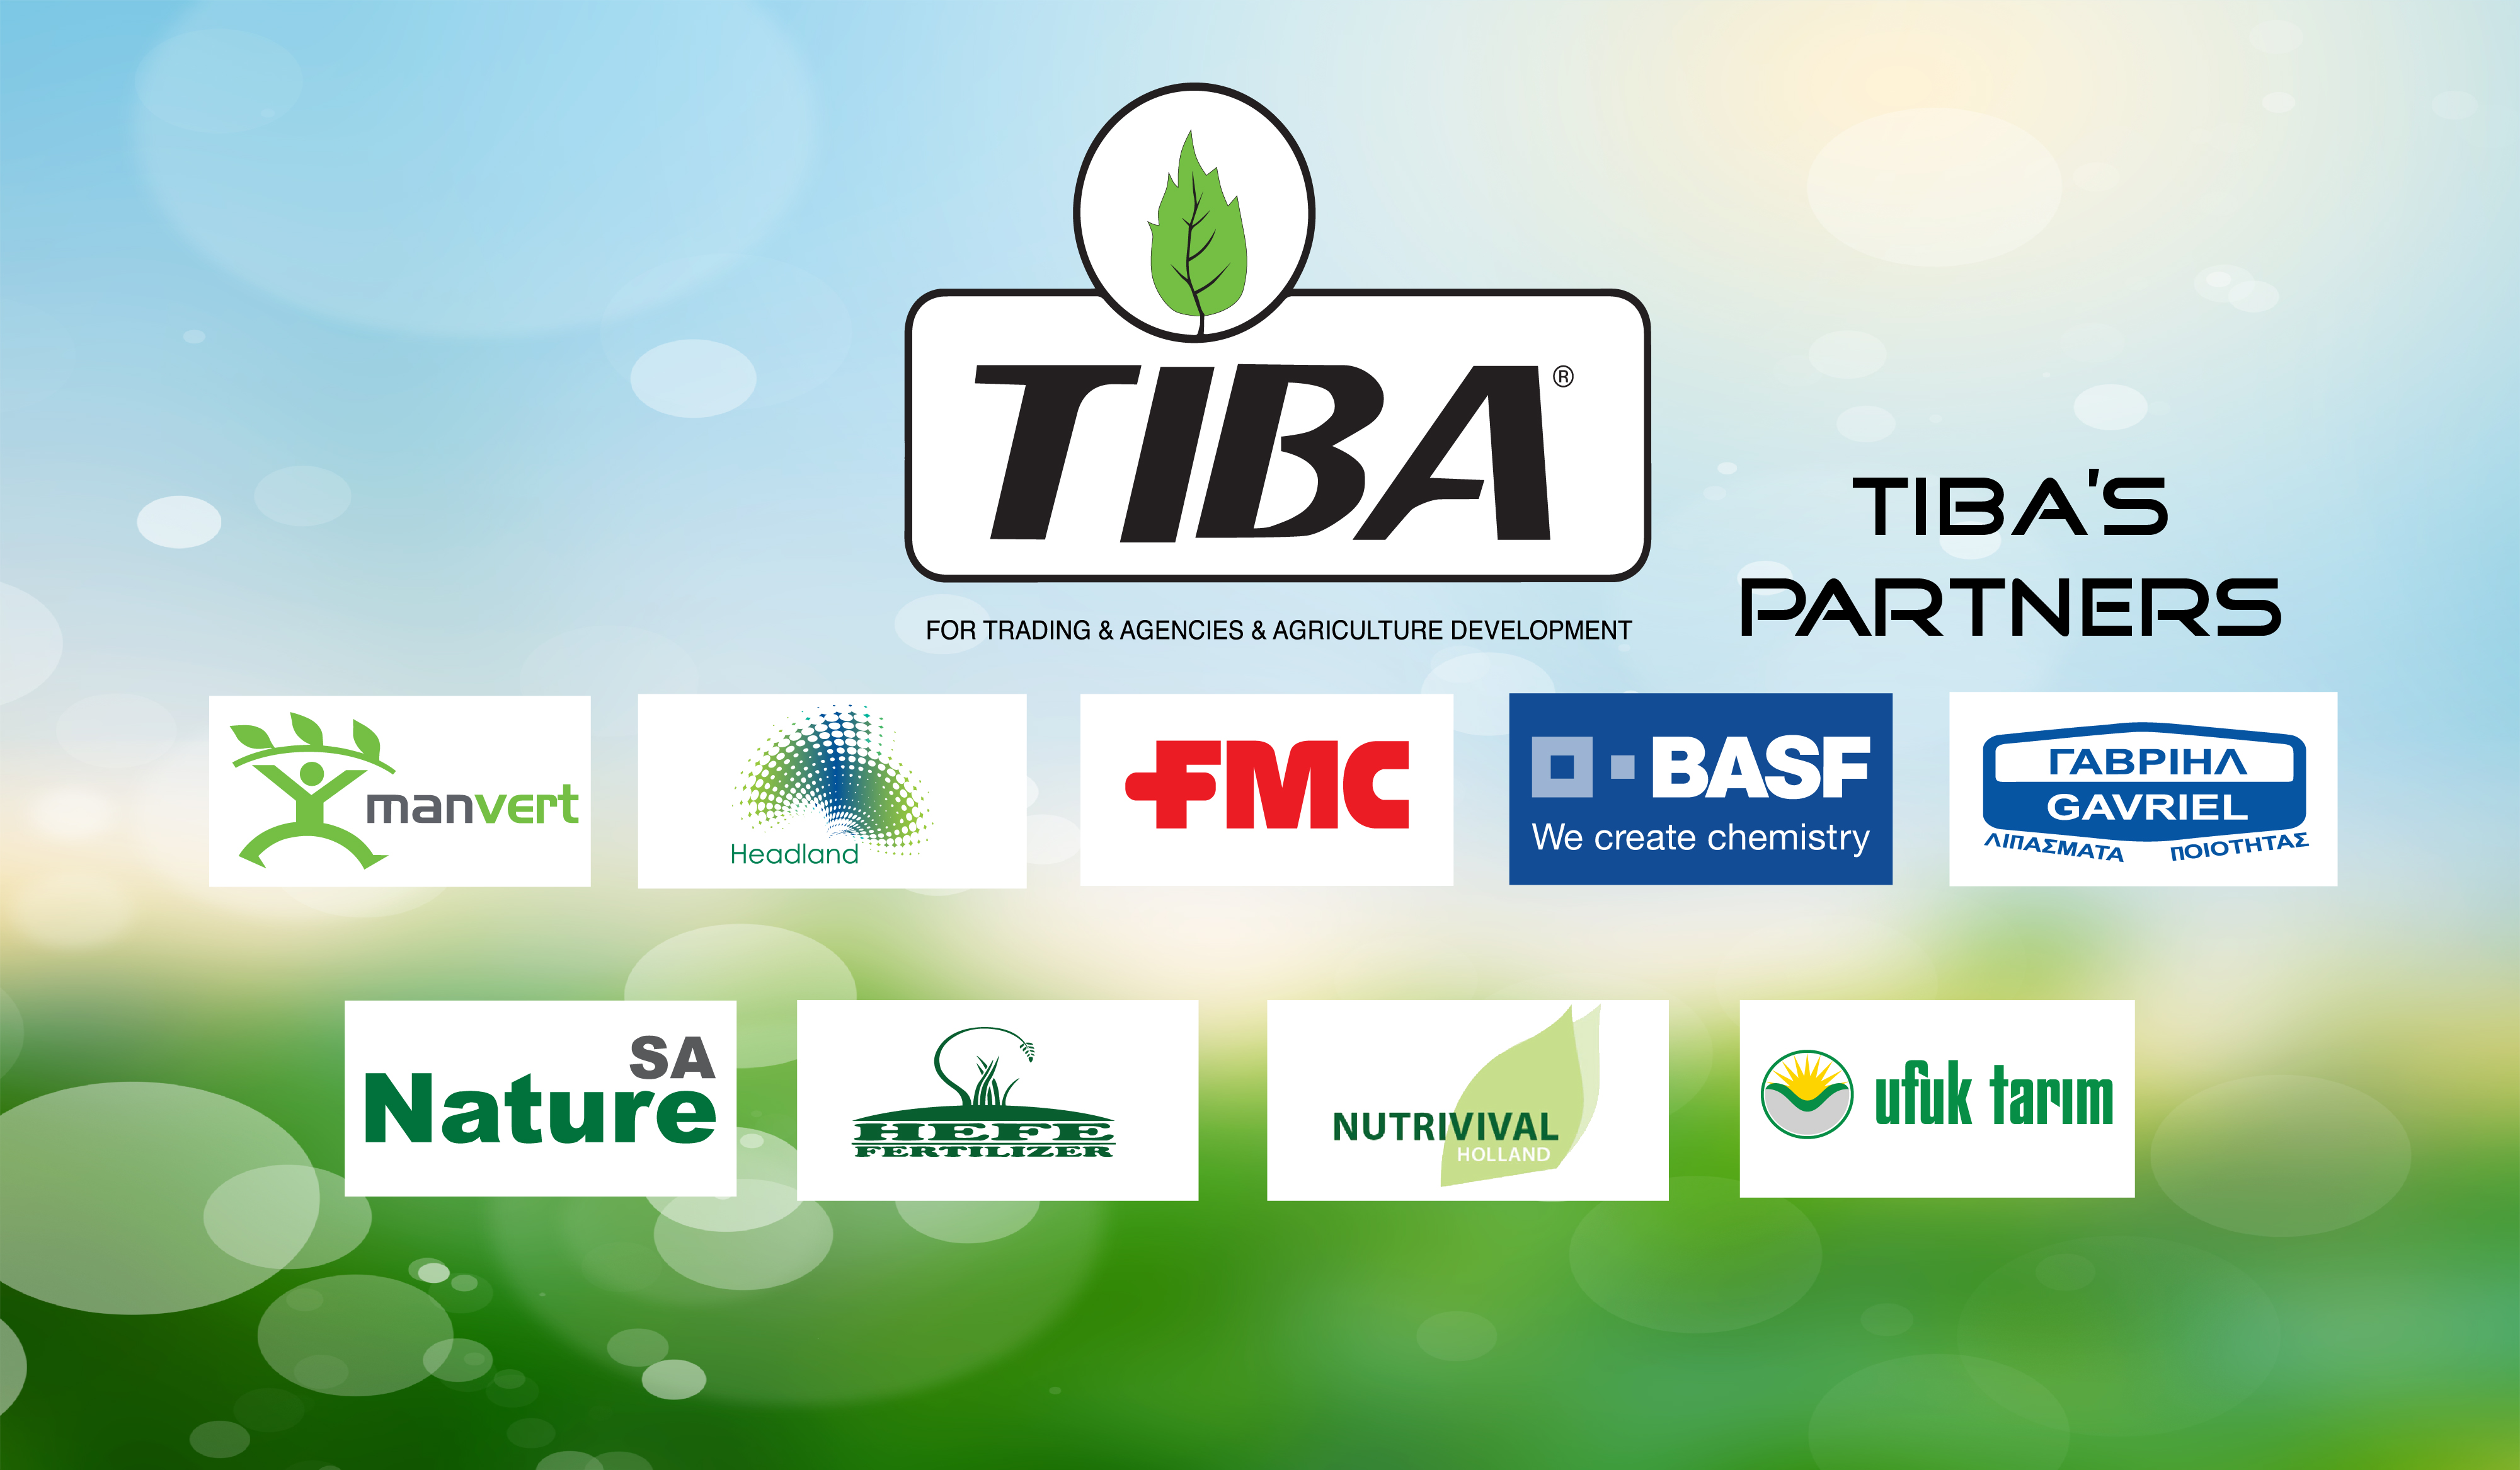 TIBA®
FOR TRADING & AGENCIES & AGRICULTURE DEVELOPMENT
TIBA'S
PARTNERS
manvert
Headland
FMC
BASF
We create chemistry
ΓΑΒΡΙΗΛ
GAVRIEL
ΛΙΠΑΣΜΑΤΑ ΠΟΙΟΤΗΤΑΣ
SA
Nature
HEFE
FERTILIZER
NUTRIVIVAL
HOLLAND
ufuk tarım